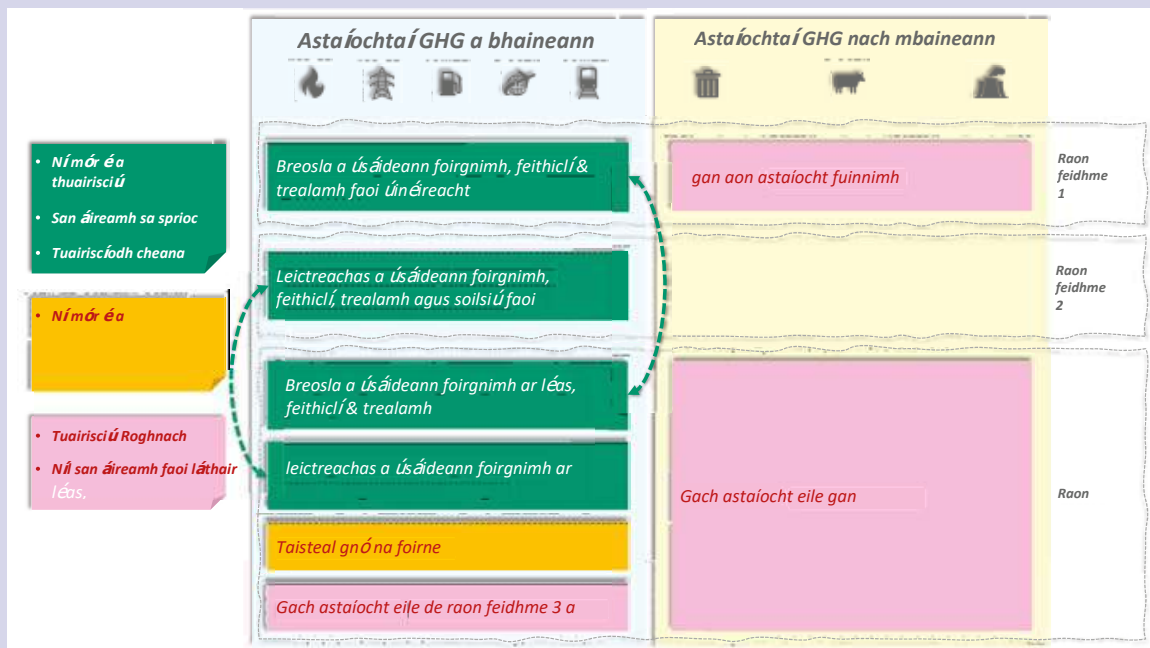 Astaíochtaí GHG a bhaineann
Astaíochtaí GHG nach mbaineann
• Ní mór é a
thuairisciú
• San áireamh sa sprioc
• Tuairiscíodh cheana
• Ní mór é a
• Tuairisciú Roghnach
• Níl san áireamh faoi láthair
léas,
Breosla a úsáideann foirgnimh, feithiclí &
trealamh faoi úinéireacht
gan aon astaíocht fuinnimh
Raon
feidhme
1
Leictreachas a úsáideann foirgnimh,
feithiclí, trealamh agus soilsiú faoi
Raon
feidhme
2
Breosla a úsáideann foirgnimh ar léas,
feithiclí & trealamh
leictreachas a úsáideann foirgnimh ar
Taisteal gnó na foirne
Gach astaíocht eile de raon feidhme 3 a
Gach astaíocht eile gan
Raon